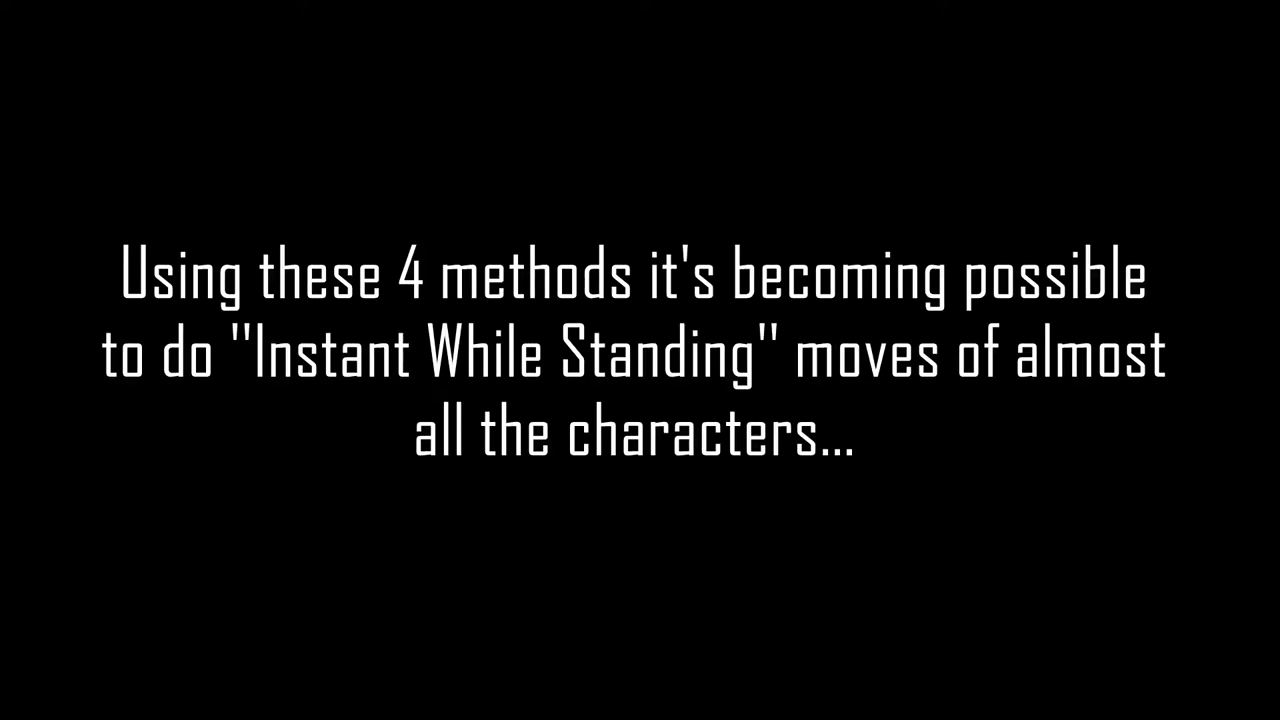 Using these 4 methods it's becoming possible
to do "Instant While Standing" moves of almost
all the characters...